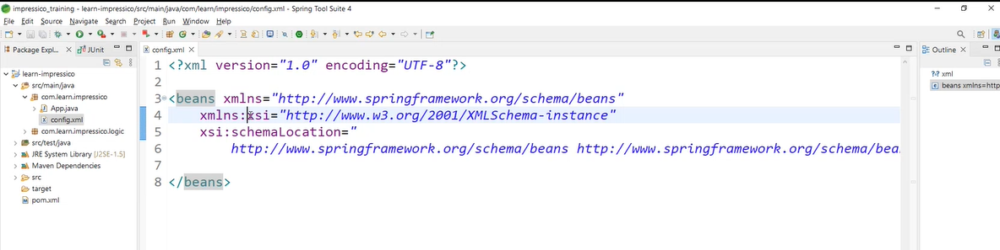 impressico_training - learn-impressico/src/main/java/com/learn/impressico/config.xml - Spring Tool Suite 4
File Edit Source Navigate Search Project Run Window Help
Package Expl... JUnit
learn-impressico
src/main/java
com.learn.impressico
App.java
config.xml
com.learn.impressico.logic
src/test/java
JRE System Library [J2SE-1.5]
Maven Dependencies
src
target
pom.xml
config.xml
1 <?xml version="1.0" encoding="UTF-8"?>
2
3 <beans xmlns="http://www.springframework.org/schema/beans"
4 xmlns:xsi="http://www.w3.org/2001/XMLSchema-instance"
5 xsi:schemaLocation="
6 http://www.springframework.org/schema/beans http://www.springframework.org/schema/bea
7
8 </beans>
Outline
?-? xml
beans xmlns=http